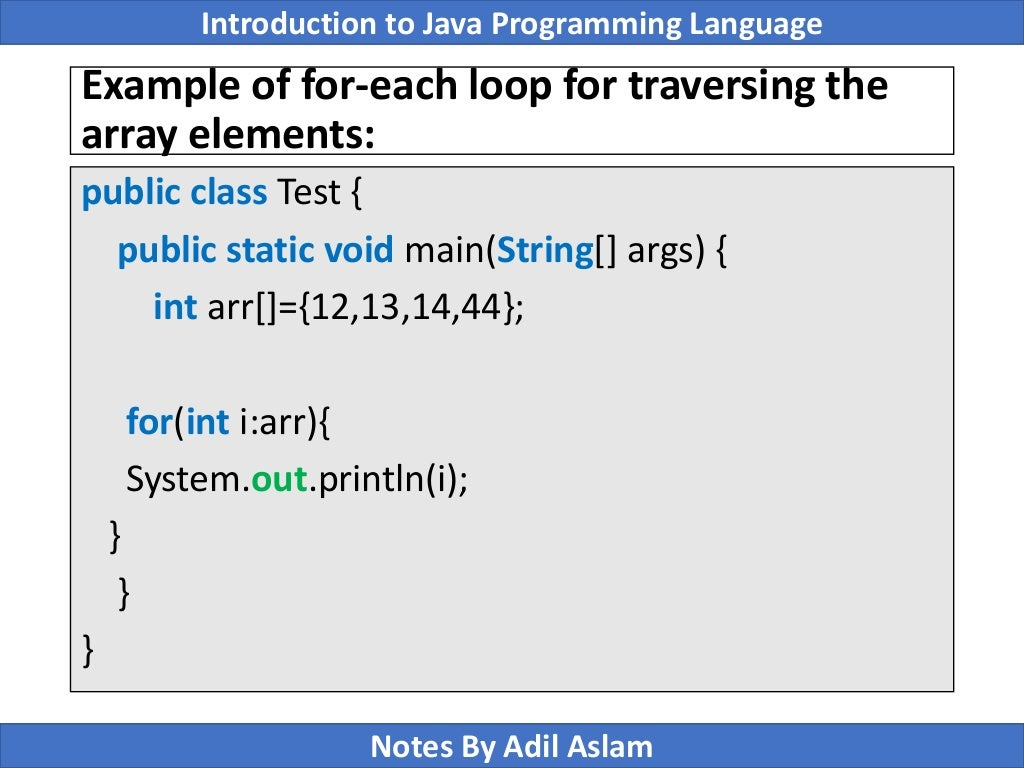 Introduction to Java Programming Language
Example of for-each loop for traversing the
array elements:
public class Test {
public static void main(String[] args) {
int arr[]={12,13,14,44};
for(int i:arr){
System.out.println(i);
}
}
}
Notes By Adil Aslam